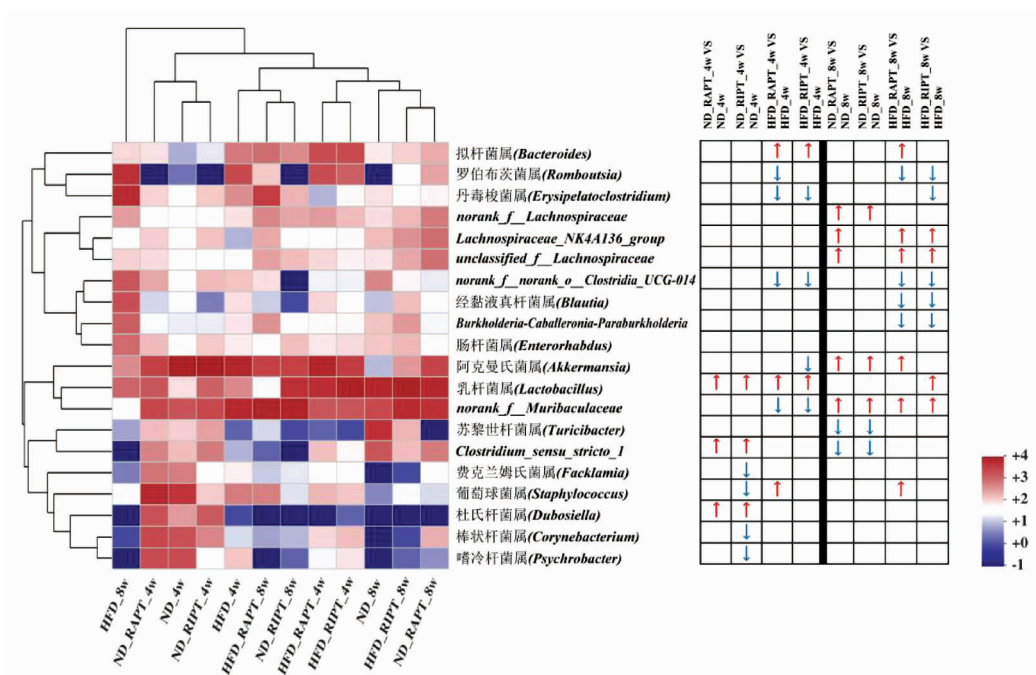 ND_RAPT_4w VS
ND_4w
ND_RIPT_4w VS
ND_4w
HFD_RAPT_4w VS
HFD_4w
HFD_RIPT_4w VS
HFD_4w
ND_RAPT_8w VS
ND_8w
ND_RIPT_8w VS
ND_8w
HFD_RAPT_8w VS
HFD_8w
HFD_RIPT_8w VS
HFD_8w
拟杆菌属(Bacteroides)
罗伯布茨菌属(Romboutsia)
丹毒梭菌属(Erysipelatoclostridium)
norank_f__Lachnospiraceae
Lachnospiraceae_NK4A136_group
unclassified_f__Lachnospiraceae
norank_f__norank_o__Clostridia_UCG-014
经黏液真杆菌属(Blautia)
Burkholderia-Caballeronia-Paraburkholderia
肠杆菌属(Enterorhabdus)
阿克曼氏菌属(Akkermansia)
乳杆菌属(Lactobacillus)
norank_f__Muribaculaceae
苏黎世杆菌属(Turicibacter)
Clostridium_sensu_stricto_1
费克兰姆氏菌属(Facklamia)
葡萄球菌属(Staphylococcus)
杜氏杆菌属(Dubosiella)
棒状杆菌属(Corynebacterium)
嗜冷杆菌属(Psychrobacter)
+4
+3
+2
+1
+0
-1
HFD_8w
ND_RAPT_4w
ND_4w
ND_RIPT_4w
HFD_4w
HFD_RAPT_8w
ND_RIPT_8w
HFD_RAPT_4w
HFD_RIPT_4w
ND_8w
HFD_RIPT_8w
ND_RAPT_8w